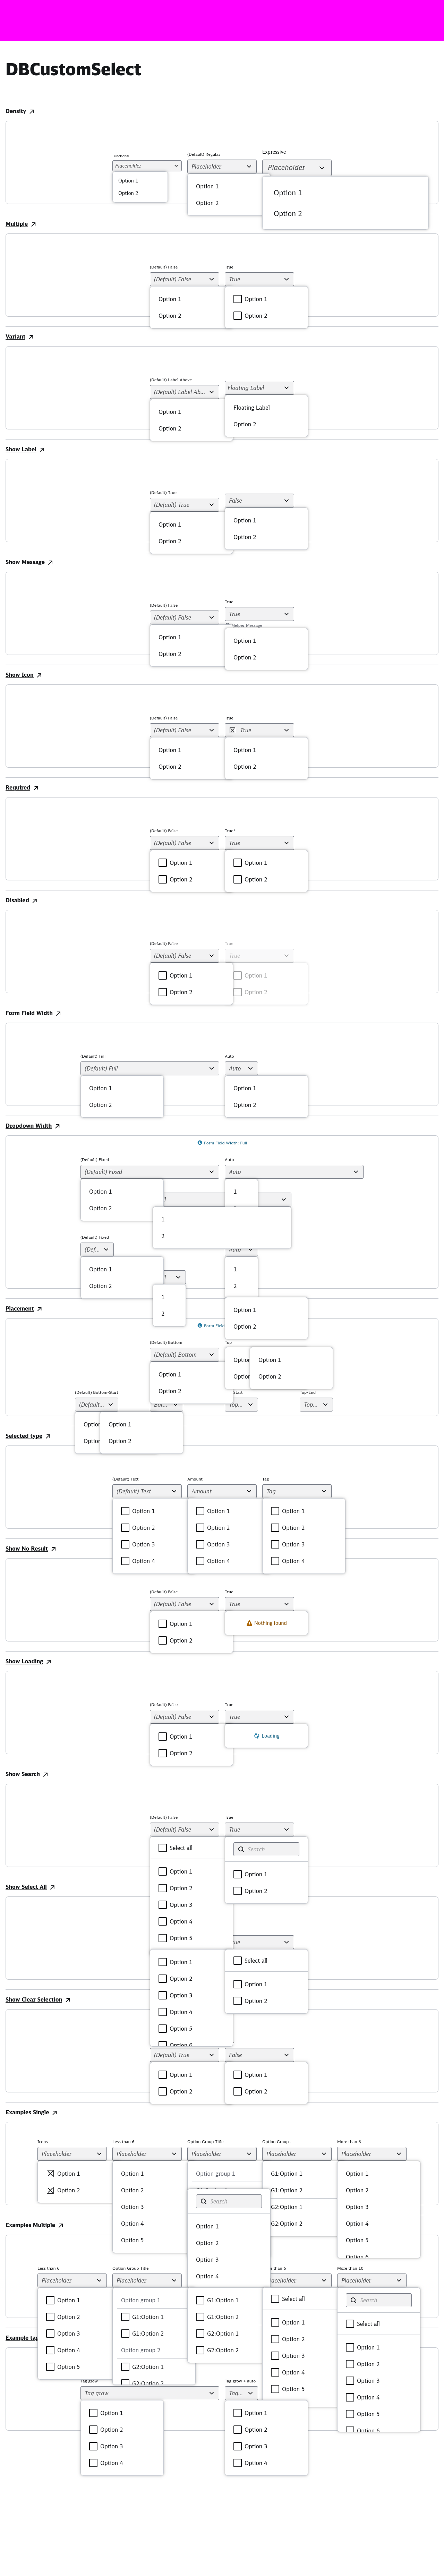 DBCustomSelect
Density
Functional
(Default) Regular
Expressive
Placeholder
Placeholder
Placeholder
Option 1
Option 2
Option 1
Option 2
Option 1
Option 2
Multiple
(Default) False
True
(Default) False
True
Option 1
Option 2
Option 1
Option 2
Variant
(Default) Label Above
(Default) Label Ab...
Floating Label
Option 1
Option 2
Floating Label
Option 2
Show Label
(Default) True
(Default) True
False
Option 1
Option 2
Option 1
Option 2
Show Message
(Default) False
True
(Default) False
True
Helper Message
Option 1
Option 2
Option 1
Option 2
Show Icon
(Default) False
True
(Default) False
True
Option 1
Option 2
Option 1
Option 2
Required
(Default) False
True*
(Default) False
True
Option 1
Option 2
Option 1
Option 2
Disabled
(Default) False
True
(Default) False
True
Option 1
Option 2
Option 1
Option 2
Form Field Width
(Default) Full
Auto
(Default) Full
Auto
Option 1
Option 2
Option 1
Option 2
Dropdown Width
Form Field Width: Full
(Default) Fixed
Auto
(Default) Fixed
Auto
Option 1
Option 2
1
1
2
(Default) Fixed
(Def...
Auto
Option 1
Option 2
1
2
1
2
Option 1
Option 2
Placement
Form Field
(Default) Bottom
Top
(Default) Bottom
Option 1
Option 2
Option
Option
Option 1
Option 2
(Default) Bottom-Start
Start
Top-End
(Default...
Bot...
Top...
Top...
Option
Option
Option 1
Option 2
Selected type
(Default) Text
Amount
Tag
(Default) Text
Amount
Tag
Option 1
Option 2
Option 3
Option 4
Option 1
Option 2
Option 3
Option 4
Option 1
Option 2
Option 3
Option 4
Show No Result
(Default) False
True
(Default) False
True
Option 1
Option 2
Nothing found
Show Loading
(Default) False
True
(Default) False
True
Option 1
Option 2
Loading
Show Search
(Default) False
True
(Default) False
True
Select all
Option 1
Option 2
Option 3
Option 4
Option 5
Search
Option 1
Option 2
Show Select All
Option 1
Option 2
Option 3
Option 4
Option 5
Option 6
Select all
Option 1
Option 2
Show Clear Selection
(Default) True
False
Option 1
Option 2
Option 1
Option 2
Examples Single
Icons
Less than 6
Option Group Title
Option Groups
More than 6
Placeholder
Placeholder
Placeholder
Placeholder
Placeholder
Option 1
Option 2
Option 1
Option 2
Option 3
Option 4
Option 5
Option group 1
Search
Option 1
Option 2
Option 3
Option 4
G1:Option 1
G1:Option 2
G2:Option 1
G2:Option 2
Option 1
Option 2
Option 3
Option 4
Option 5
Option 6
Examples Multiple
Less than 6
Option Group Title
than 6
More than 10
Placeholder
Placeholder
Placeholder
Placeholder
Option 1
Option 2
Option 3
Option 4
Option 5
Option group 1
G1:Option 1
G1:Option 2
Option group 2
G2:Option 1
G2:Option 2
G1:Option 1
G1:Option 2
G2:Option 1
G2:Option 2
Select all
Option 1
Option 2
Option 3
Option 4
Option 5
Search
Select all
Option 1
Option 2
Option 3
Option 4
Option 5
Option 6
Example tag
Tag grow
Tag grow + auto
Tag grow
Tag...
Option 1
Option 2
Option 3
Option 4
Option 1
Option 2
Option 3
Option 4